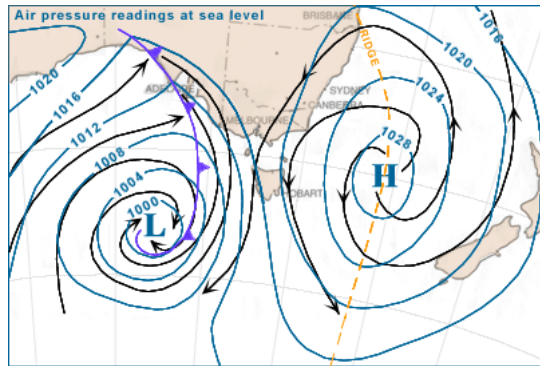 Air pressure readings at sea level
BRISBANE
1016
RIDGE
1020
1020
1016
ADELAIDE
SYDNEY
1024
CANBERRA
MELBOURNE
1012
1028
1008
1004
H
HOBART
1000
L